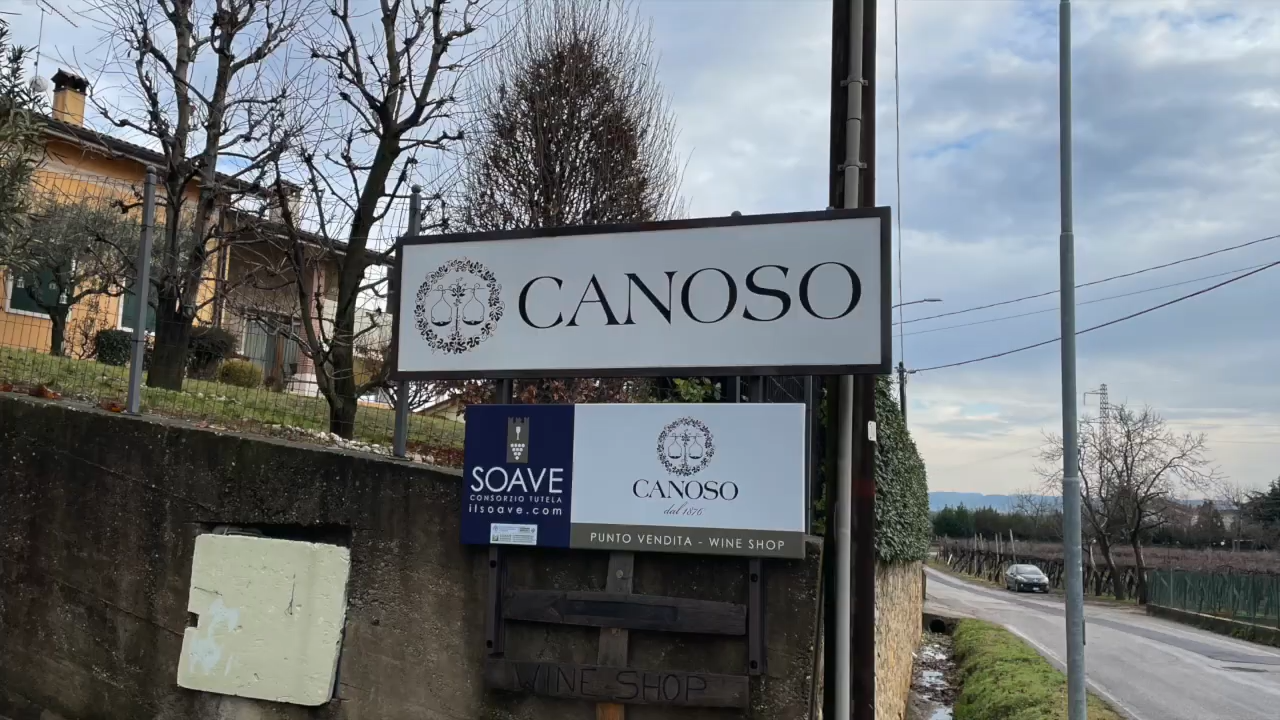 CANOSO
SOAVE
CONSORZIO TUTELA
ilsoave.com
CANOSO
dal 1876
PUNTO VENDITA - WINE SHOP
WINE SHOP